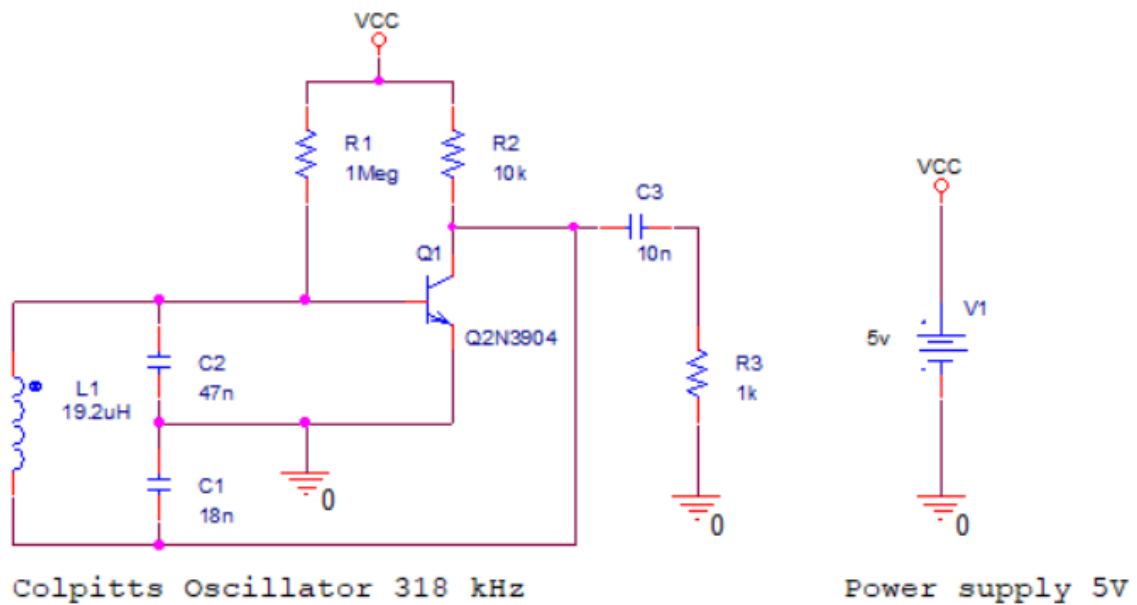 VCC
R1
1Meg
R2
10k
C3
10n
Q1
Q2N3904
C2
47n
L1
19.2uH
C1
18n
0
R3
1k
0
VCC
V1
5v
0
Colpitts Oscillator 318 kHz
Power supply 5V